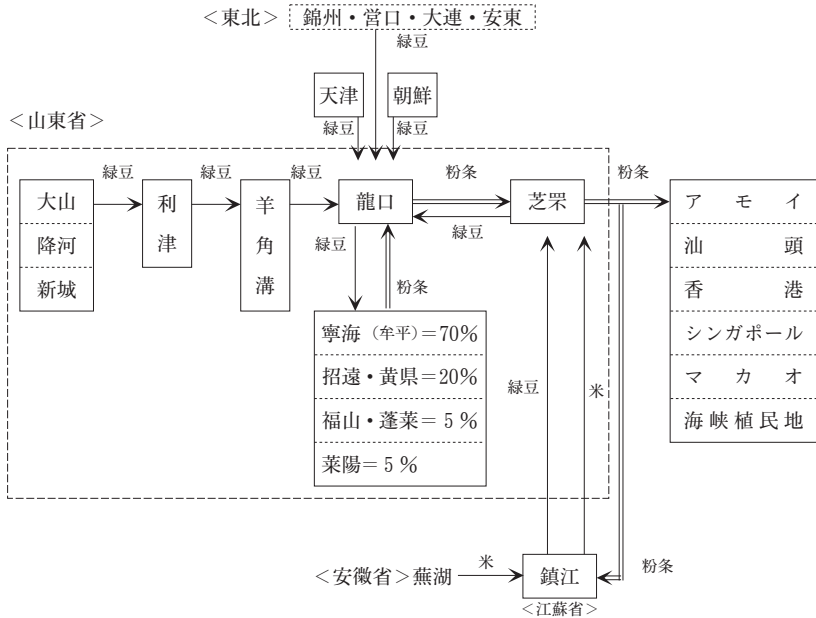 ＜東北＞ 錦州・営口・大連・安東
緑豆
天津 朝鮮
緑豆 緑豆
＜山東省＞
緑豆 緑豆 緑豆 粉条 粉条
大山
降河
新城
利津
羊角溝
龍口
芝罘
緑豆
緑豆
粉条
寧海（牟平）＝70％
招遠・黄県＝20％
福山・蓬莱＝5％
莱陽＝5％
緑豆
米
アモイ
汕頭
香港
シンガポール
マカオ
海峡植民地
＜安徽省＞蕪湖
米
鎮江
＜江蘇省＞
粉条